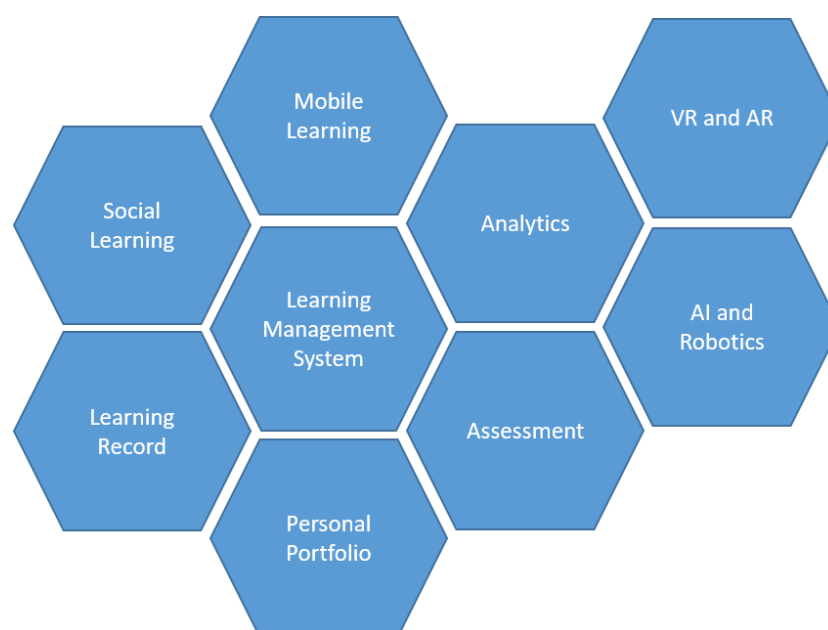 Mobile
Learning
VR and AR
Social
Learning
Analytics
Learning
Management
System
AI and
Robotics
Learning
Record
Assessment
Personal
Portfolio